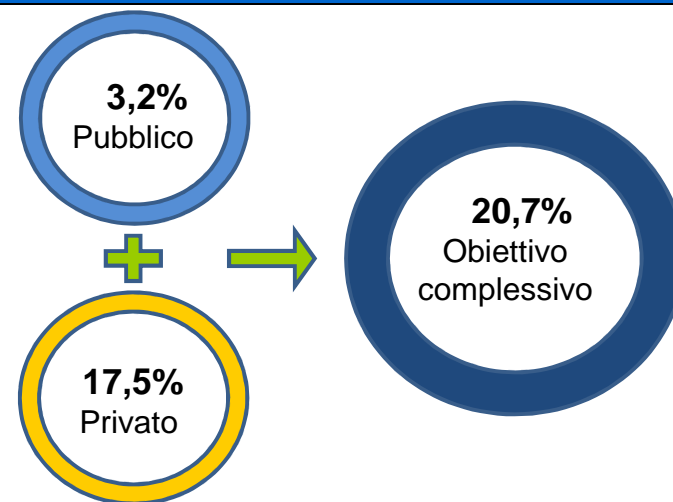 3,2%
Pubblico
17,5%
Privato
20,7%
Obiettivo
complessivo